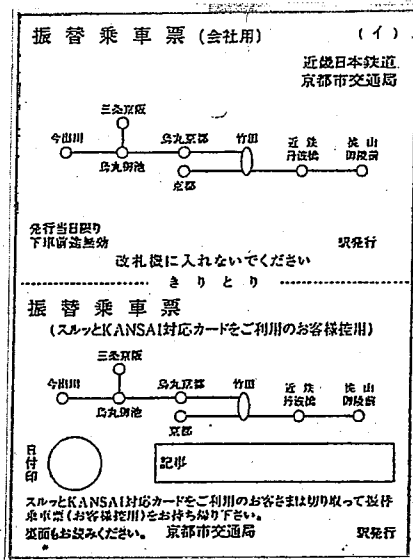 振替乗車票(会社用) (イ)
近畿日本鉄道
京都市交通局
三条京阪
今出川 烏丸京都 竹田 近鉄 桃山
烏丸御池 丹波橋 御陵前
京都
発行当日限り
下車前途無効 駅発行
改札機に入れないでください
きりとり
振替乗車票
(スルッとKANSAI対応カードをご利用のお客様控用)
三条京阪
今出川 烏丸京都 竹田 近鉄 桃山
烏丸御池 丹波橋 御陵前
京都
日付印 記事
スルッとKANSAI対応カードをご利用のお客さまは切り取って振替
乗車票(お客様控用)をお持ち帰り下さい。
裏面もお読みください。 京都市交通局 駅発行